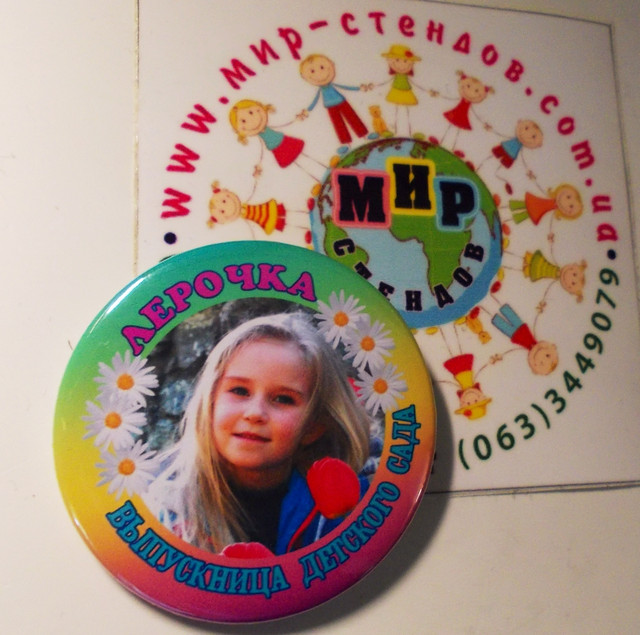 www.мир-стендов.com.ua
МИР
СТЕНДОВ
(063)3449079
ЛЕРОЧКА
ВЫПУСКНИЦА ДЕТСКОГО САДА